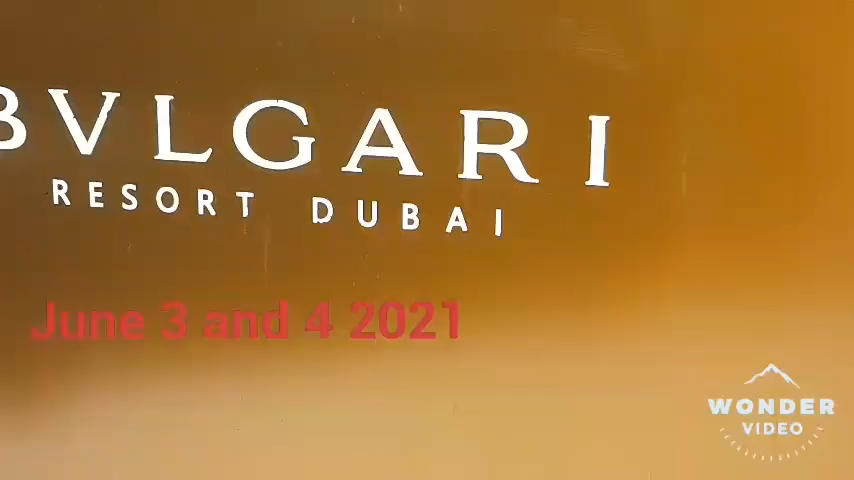 BVLGARI
RESORT DUBAI
June 3 and 4 2021
WONDER
VIDEO